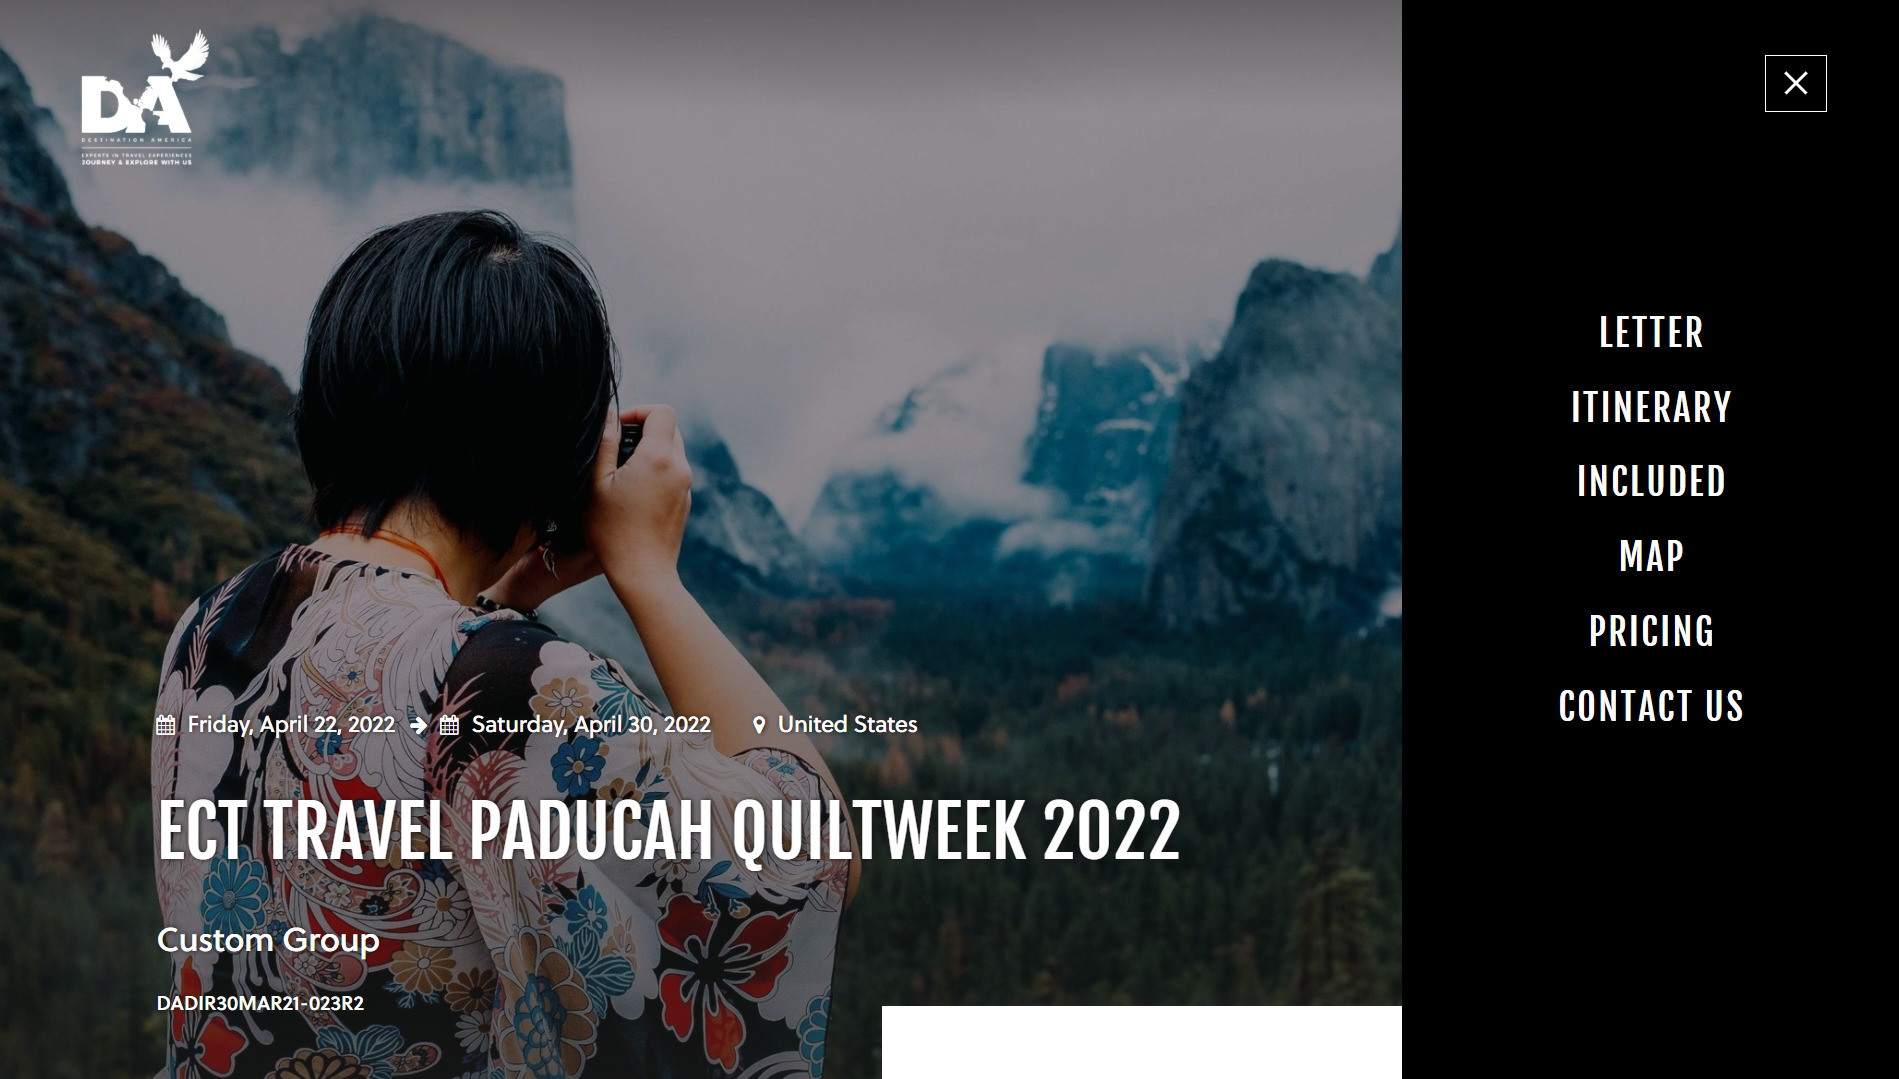 DA
DESTINATION AMERICA
EXPERTS IN TRAVEL EXPERIENCES
JOURNEY & EXPLORE WITH US
LETTER
ITINERARY
INCLUDED
MAP
PRICING
CONTACT US
Friday, April 22, 2022 Saturday, April 30, 2022 United States
ECT TRAVEL PADUCAH QUILTWEEK 2022
Custom Group
DADIR30MAR21-023R2